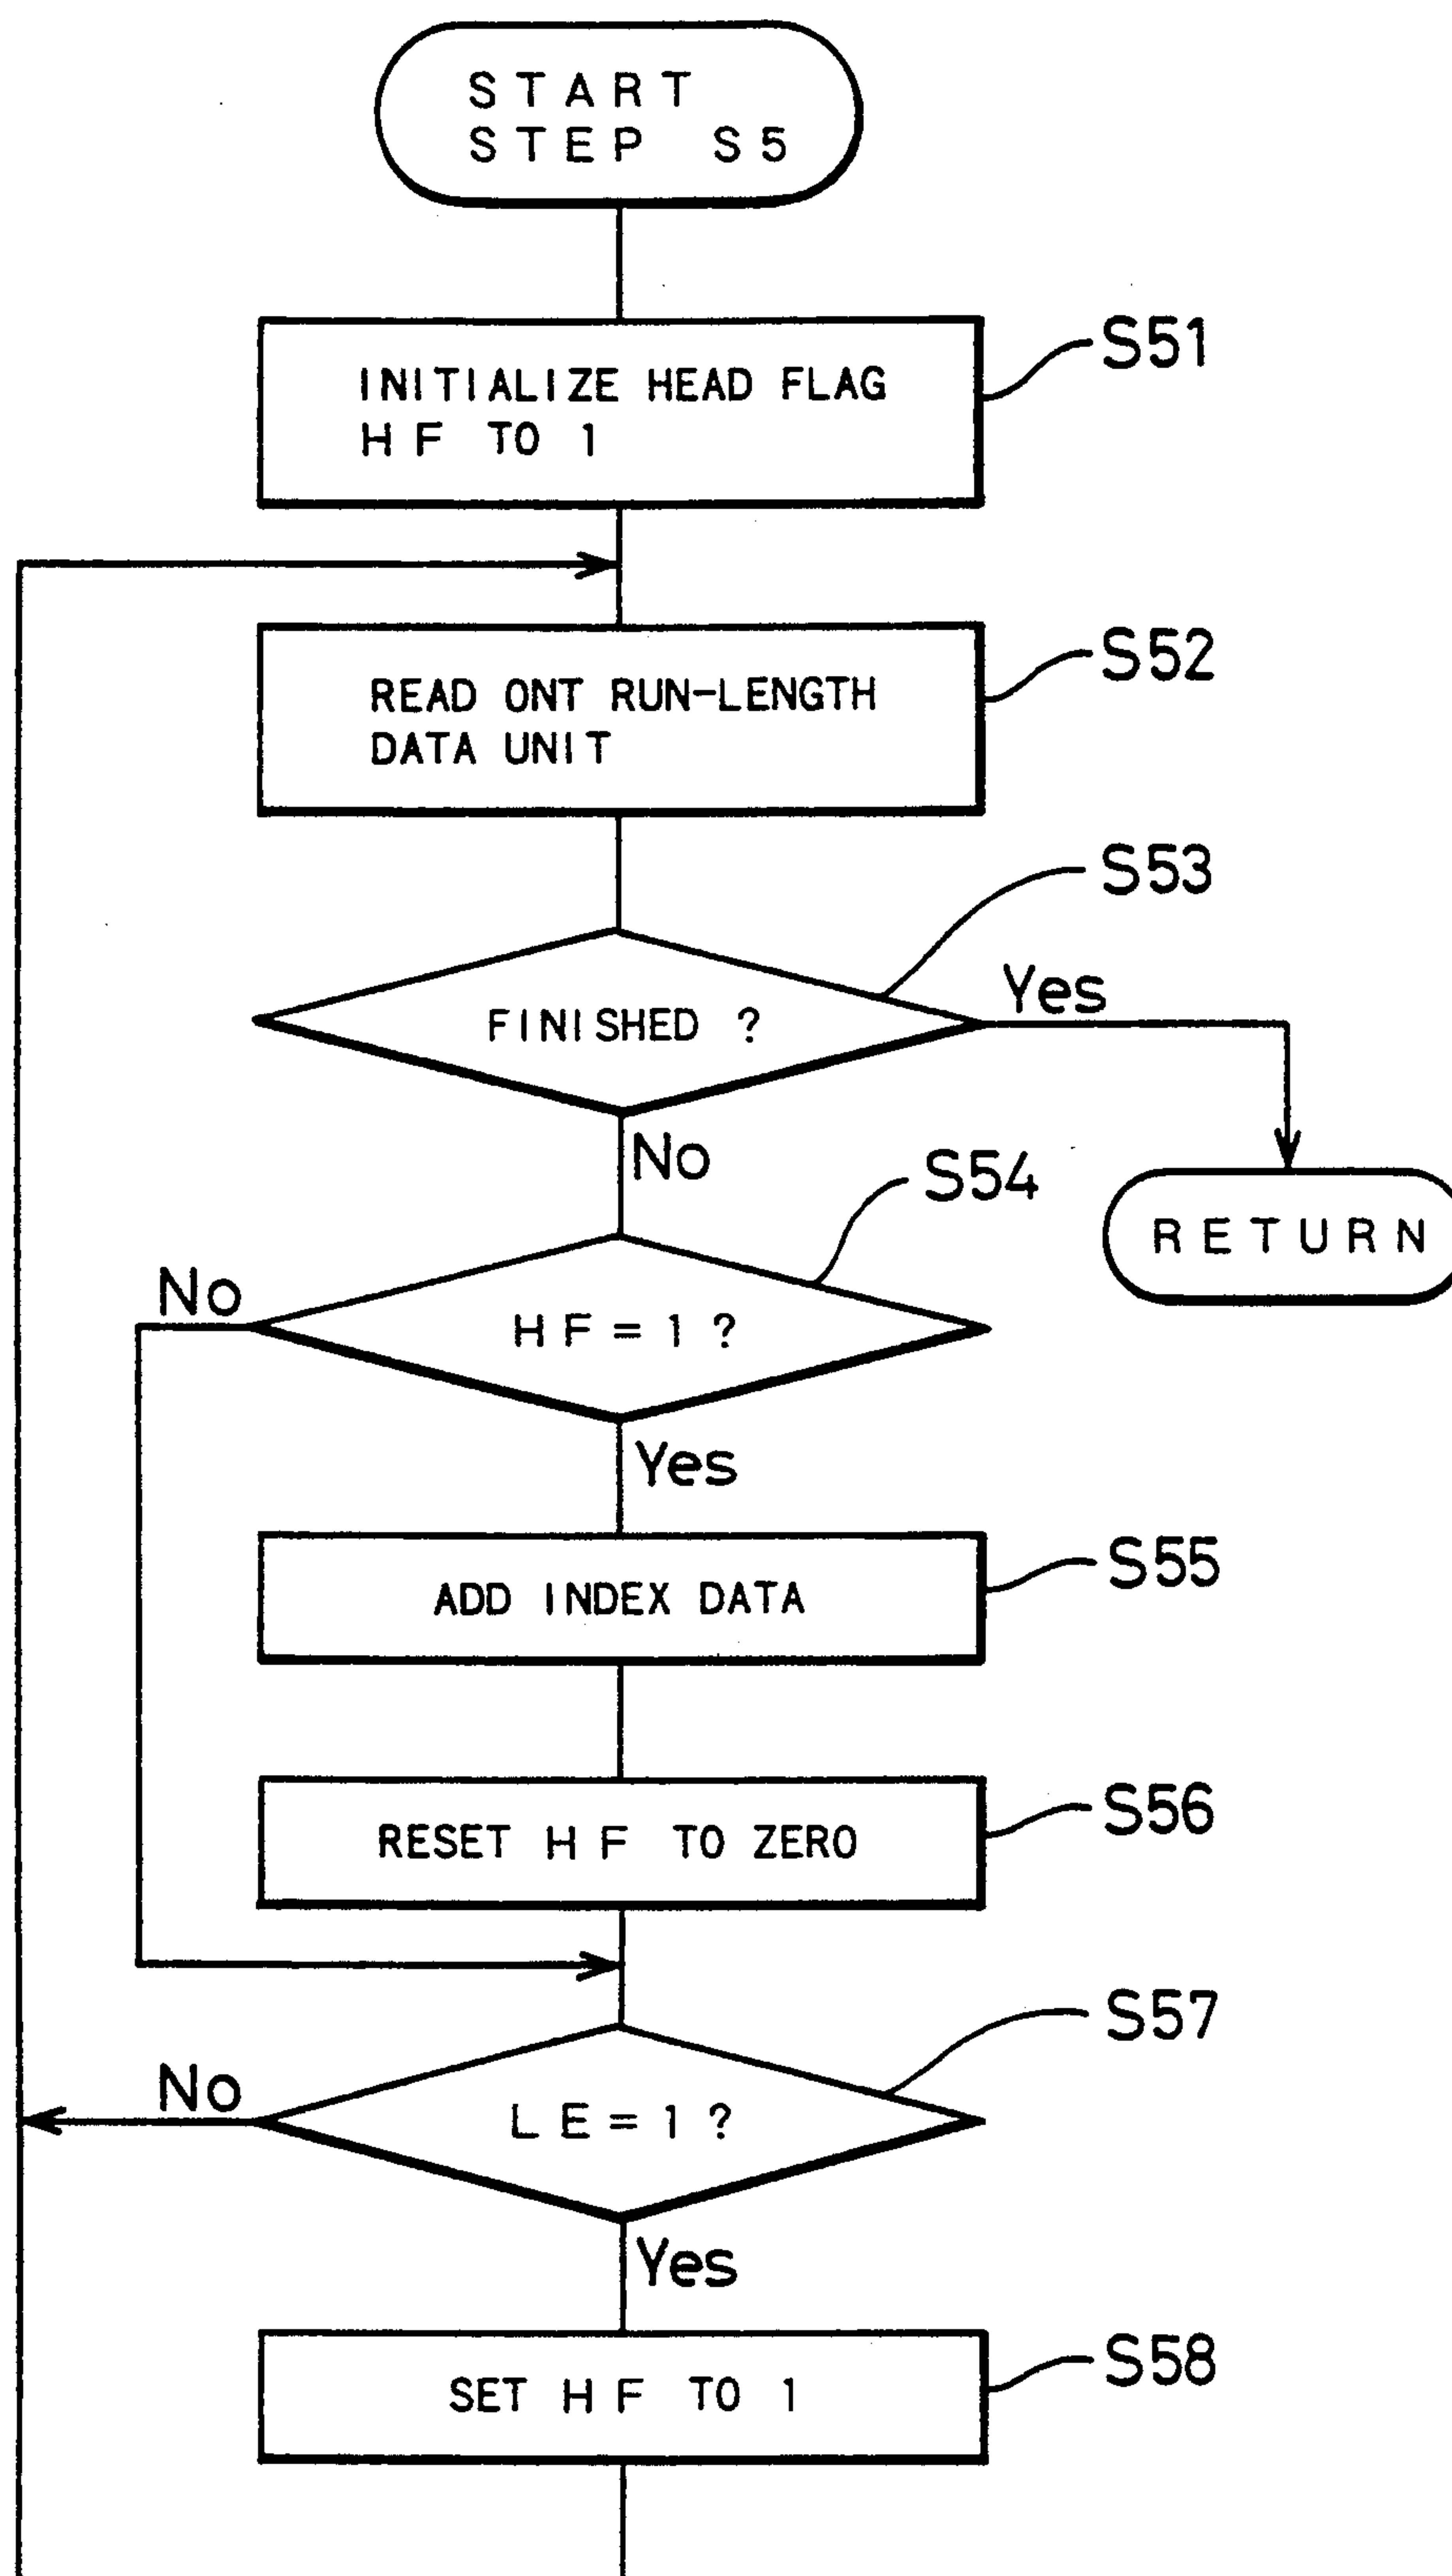 START
STEP S5
S51
INITIALIZE HEAD FLAG
HF TO 1
S52
READ ONT RUN-LENGTH
DATA UNIT
S53
FINISHED ?
Yes
No
S54
RETURN
No
HF=1?
Yes
S55
ADD INDEX DATA
S56
RESET HF TO ZERO
S57
No
LE=1?
Yes
S58
SET HF TO 1